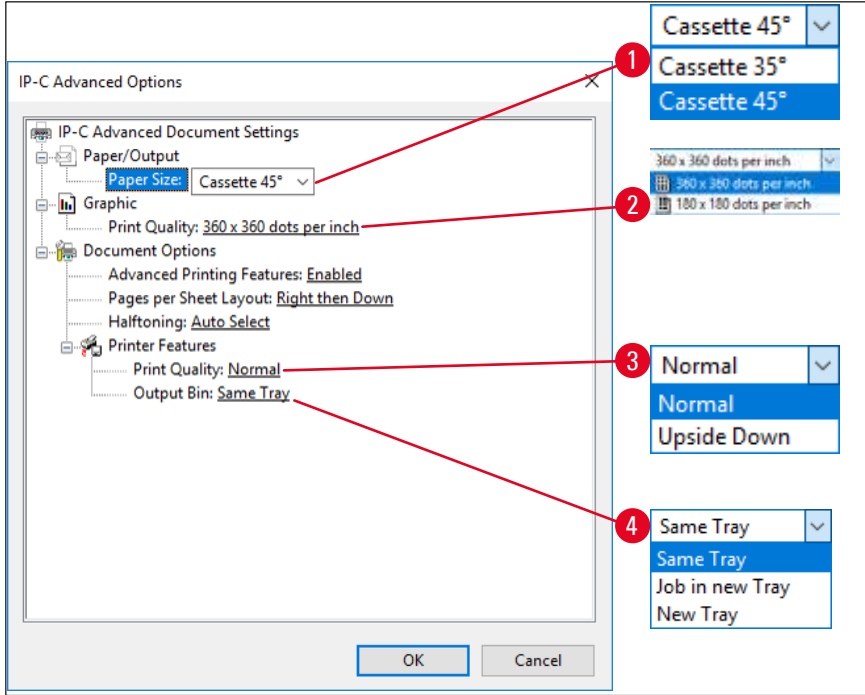 IP-C Advanced Options
IP-C Advanced Document Settings
Paper/Output
Paper Size: Cassette 45°
Graphic
Print Quality: 360 x 360 dots per inch
Document Options
Advanced Printing Features: Enabled
Pages per Sheet Layout: Right then Down
Halftoning: Auto Select
Printer Features
Print Quality: Normal
Output Bin: Same Tray
OK Cancel
1
Cassette 45°
Cassette 35°
Cassette 45°
2
360 x 360 dots per inch
360 x 360 dots per inch
180 x 180 dots per inch
3
Normal
Normal
Upside Down
4
Same Tray
Same Tray
Job in new Tray
New Tray